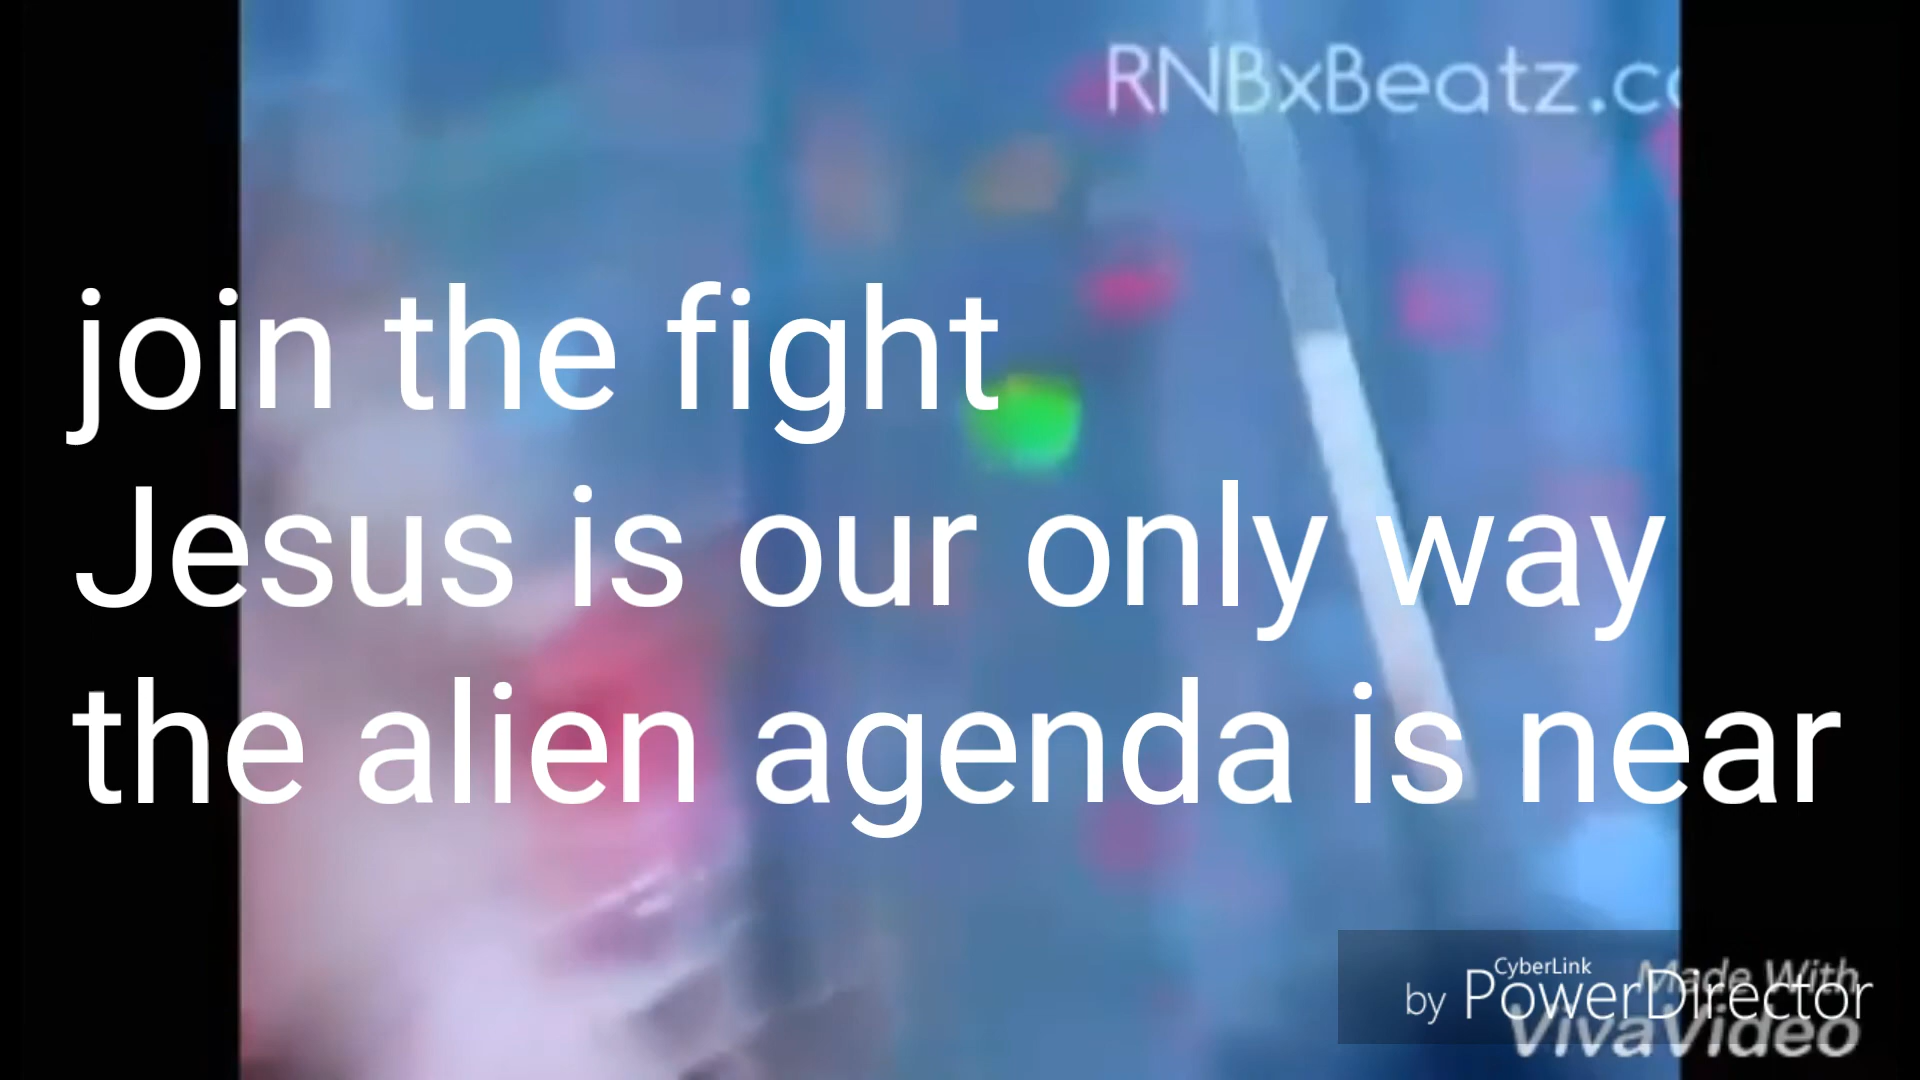 RNBxBeatz.co
join the fight
Jesus is our only way
the alien agenda is near
CyberLink
by PowerDirector
Made With
VivaVideo